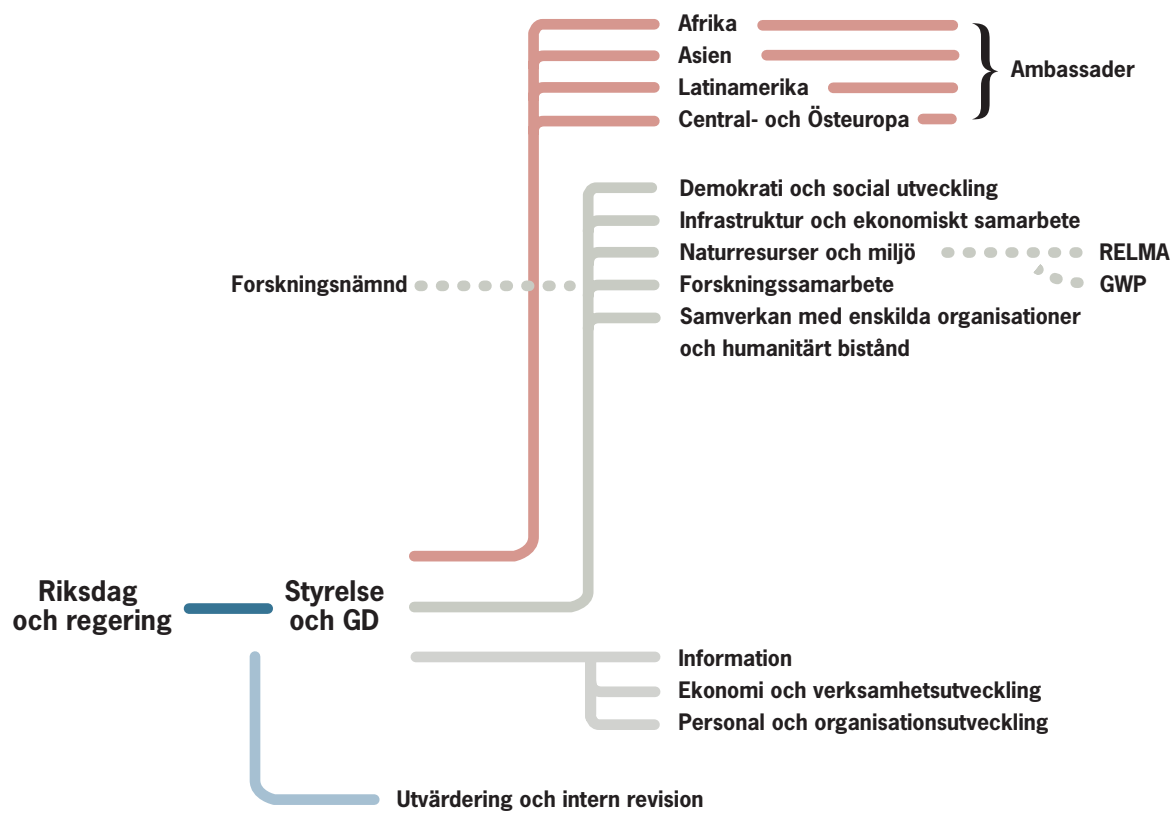 Afrika
Asien
Latinamerika
Central- och Östeuropa
Ambassader
Demokrati och social utveckling
Infrastruktur och ekonomiskt samarbete
Naturresurser och miljö
RELMA
Forskningsnämnd
Forskningssamarbete
GWP
Samverkan med enskilda organisationer
och humanitärt bistånd
Riksdag
och regering
Styrelse
och GD
Information
Ekonomi och verksamhetsutveckling
Personal och organisationsutveckling
Utvärdering och intern revision